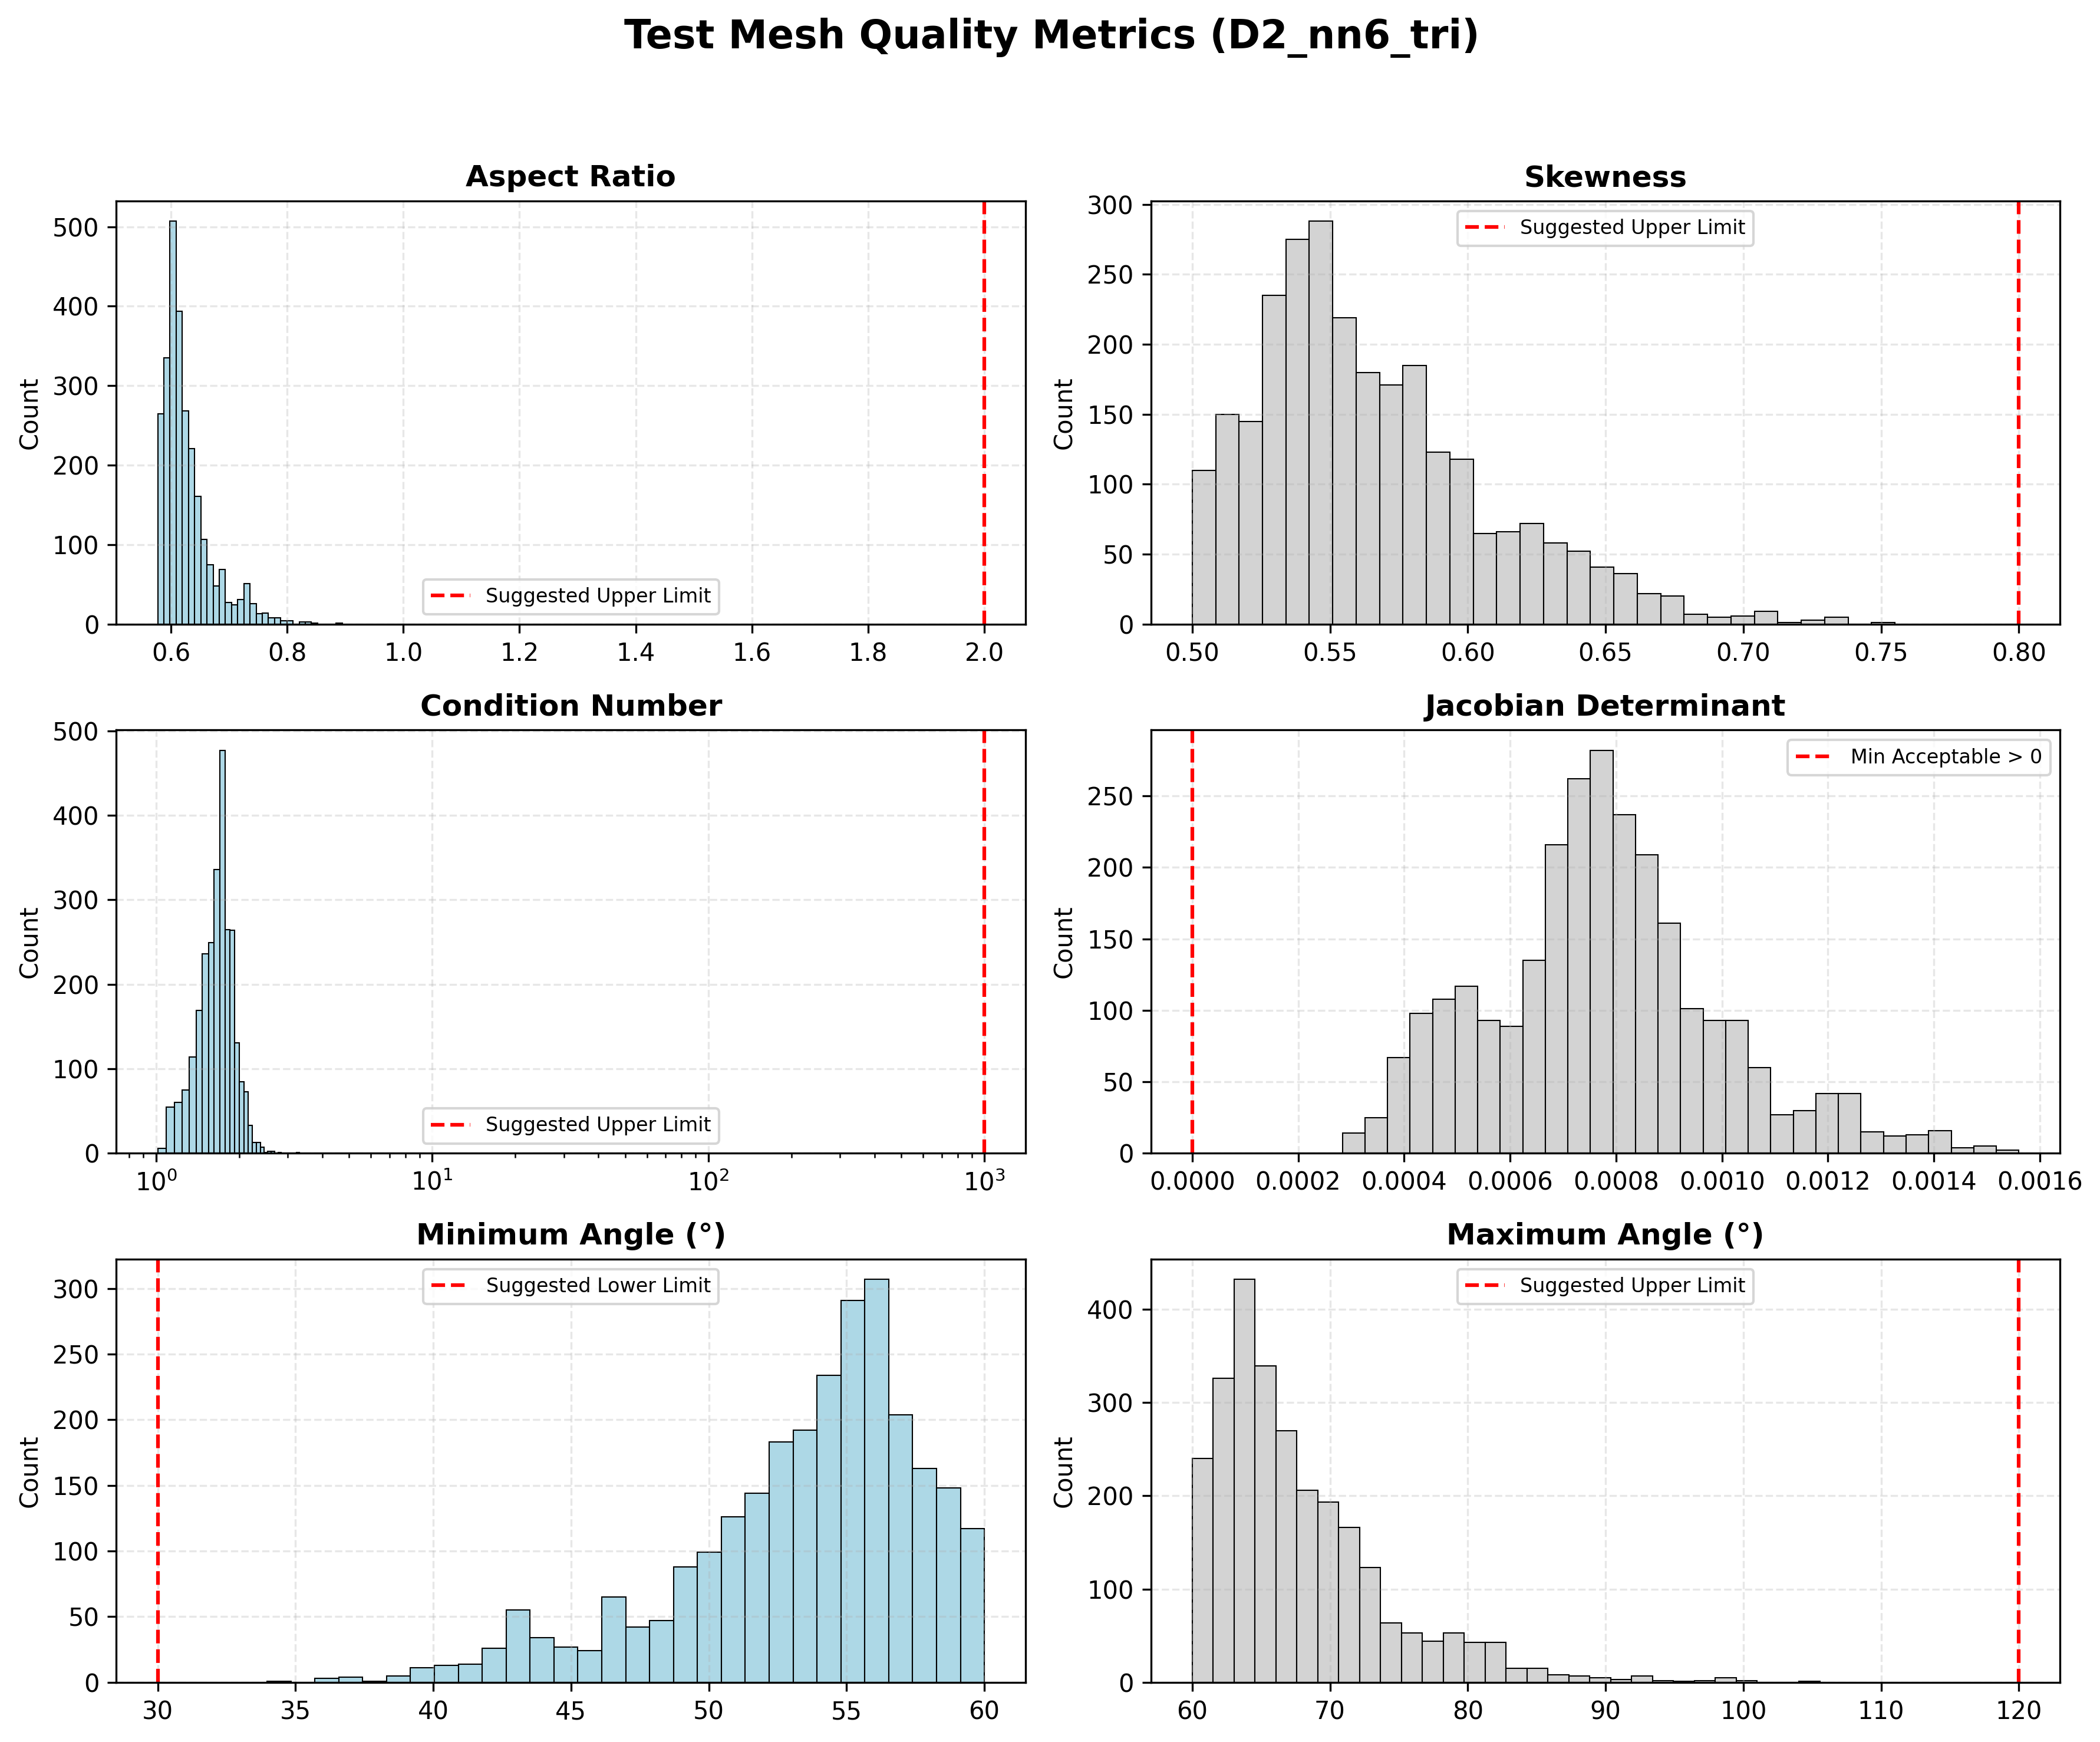 Test Mesh Quality Metrics (D2_nn6_tri)
Aspect Ratio
Count
500
400
300
200
100
0
0.6 0.8 1.0 1.2 1.4 1.6 1.8 2.0
Suggested Upper Limit
Skewness
Count
300
250
200
150
100
50
0
0.50 0.55 0.60 0.65 0.70 0.75 0.80
Suggested Upper Limit
Condition Number
Count
500
400
300
200
100
0
10⁰ 10¹ 10² 10³
Suggested Upper Limit
Jacobian Determinant
Count
250
200
150
100
50
0
0.0000 0.0002 0.0004 0.0006 0.0008 0.0010 0.0012 0.0014 0.0016
Min Acceptable > 0
Minimum Angle (°)
Count
300
250
200
150
100
50
0
30 35 40 45 50 55 60
Suggested Lower Limit
Maximum Angle (°)
Count
400
300
200
100
0
60 70 80 90 100 110 120
Suggested Upper Limit